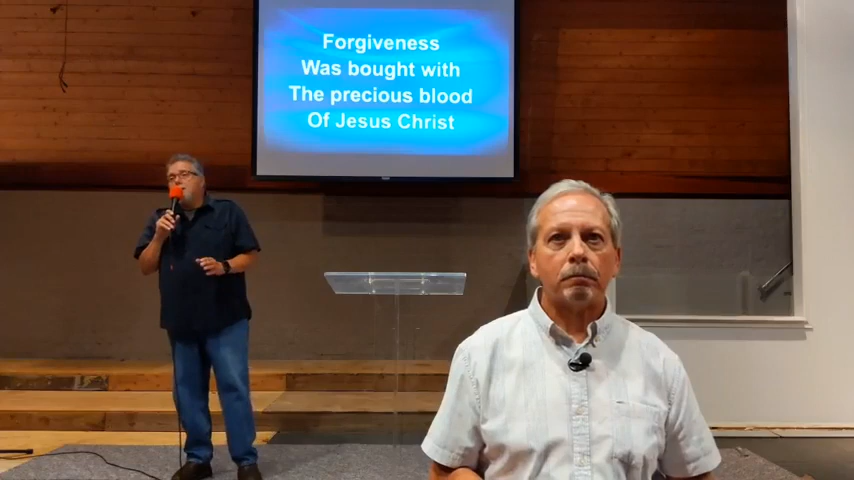 Forgiveness
Was bought with
The precious blood
Of Jesus Christ